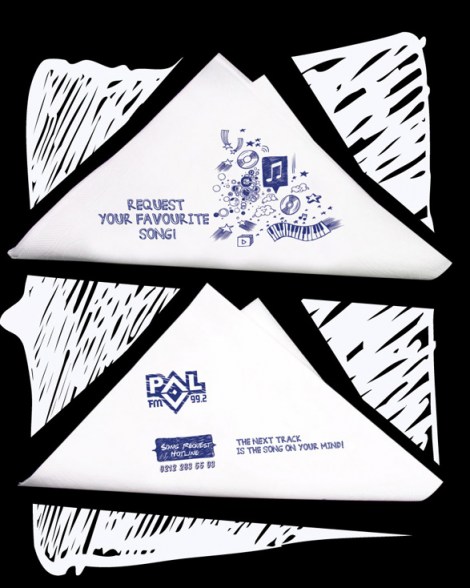 REQUEST
YOUR FAVOURITE
SONG!
PAL
FM 99.2
SONG REQUEST
HOTLINE
THE NEXT TRACK
IS THE SONG ON YOUR MIND!